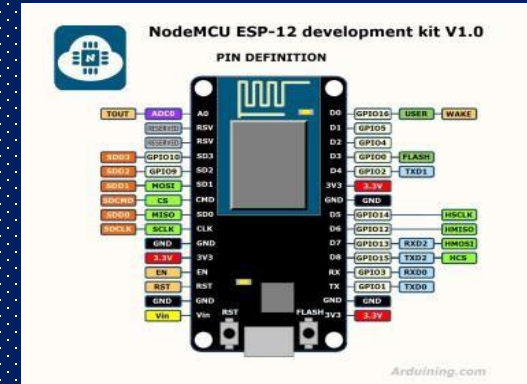 NodeMCU ESP-12 development kit V1.0
PIN DEFINITION
TOUT ADC0 A0 D0 GPIO16 USER WAKE
RESERVED RSV D1 GPIO5
RESERVED RSV D2 GPIO4
SDD3 GPIO10 SD3 D3 GPIO0 FLASH
SDD2 GPIO9 SD2 D4 GPIO2 TXD1
SDD1 MOSI SD1 3V3 3.3V
SDCMD CS CMD GND GND
SDD0 MISO SD0 D5 GPIO14 HSCLK
SDCLK SCLK CLK D6 GPIO12 HMISO
GND GND D7 GPIO13 RXD2 HMOSI
3.3V 3V3 D8 GPIO15 TXD2 HCS
EN EN RX GPIO3 RXD0
RST RST TX GPIO1 TXD0
GND GND GND GND
Vin Vin RST FLASH 3V3 3.3V
Arduining.com